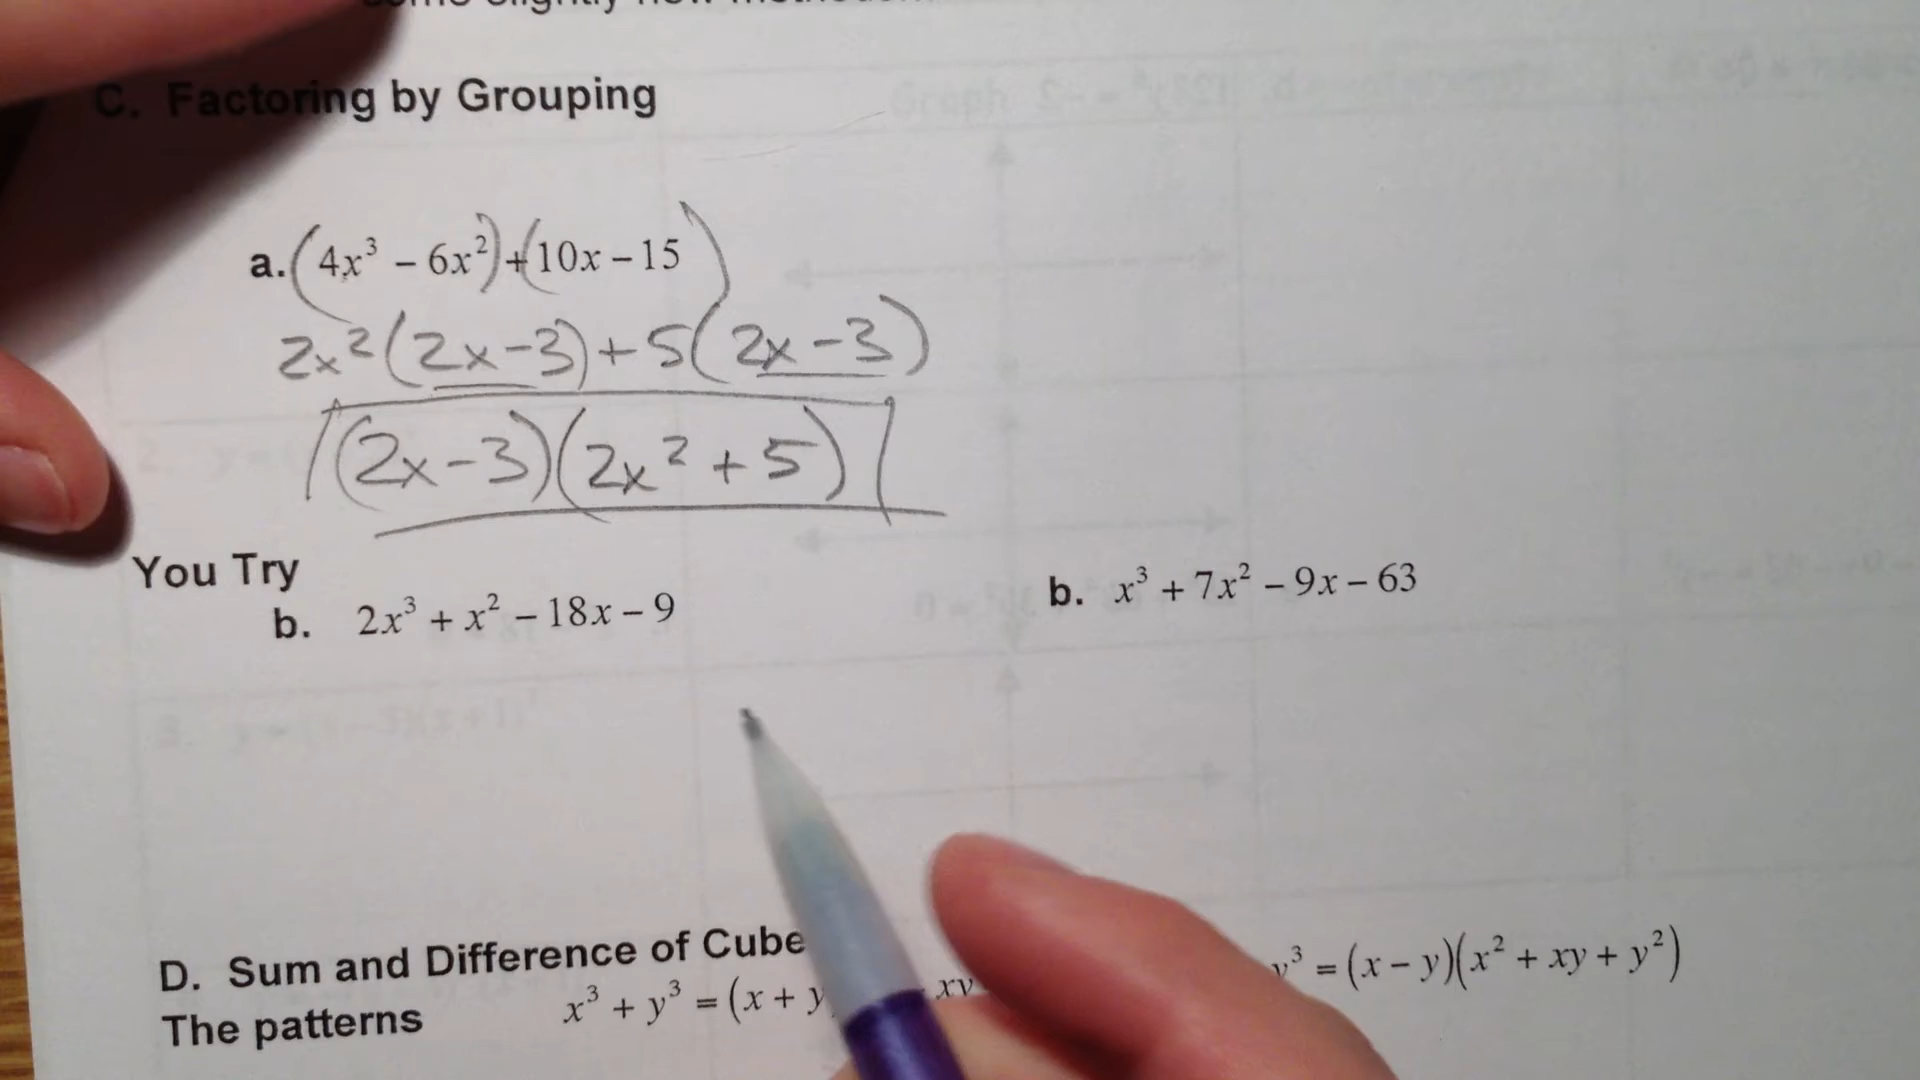 C. Factoring by Grouping
a. (4x³ – 6x²) + (10x – 15)
2x²(2x – 3) + 5(2x – 3)
(2x – 3)(2x² + 5)
You Try
b. 2x³ + x² – 18x – 9 b. x³ + 7x² – 9x – 63
D. Sum and Difference of Cube
The patterns x³ + y³ = (x + y xy y³ = (x – y)(x² + xy + y²)